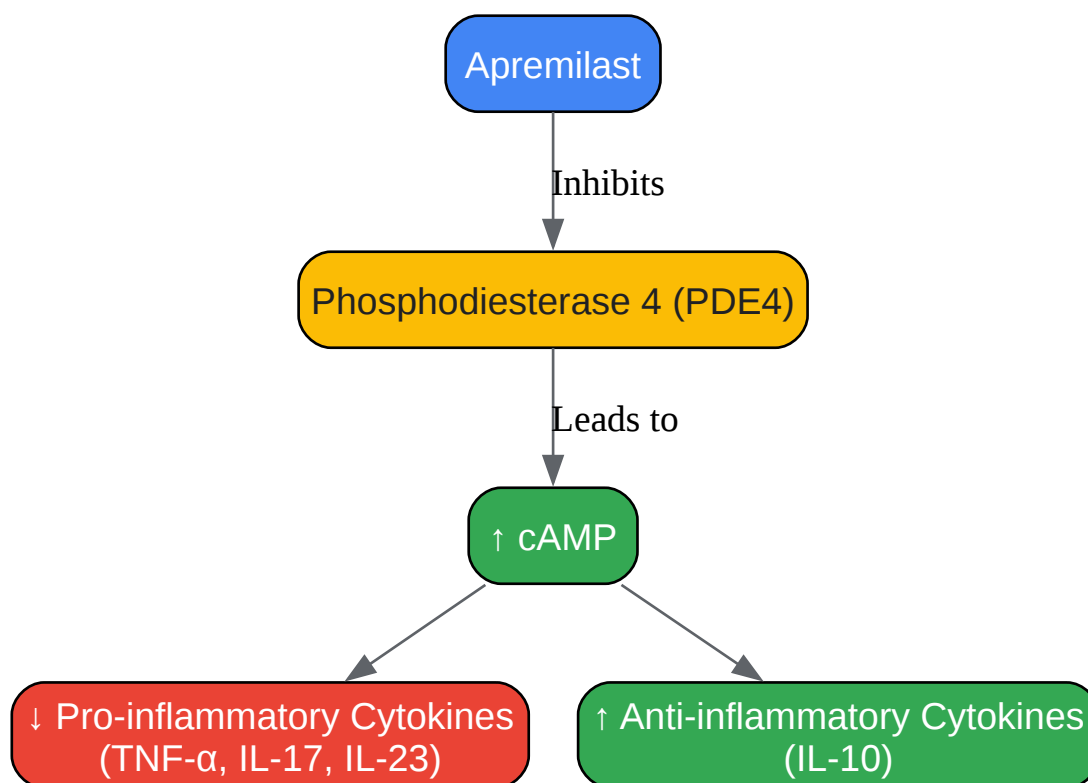 Apremilast
Inhibits
Phosphodiesterase 4 (PDE4)
Leads to
↑ cAMP
↓ Pro-inflammatory Cytokines
(TNF-α, IL-17, IL-23)
↑ Anti-inflammatory Cytokines
(IL-10)